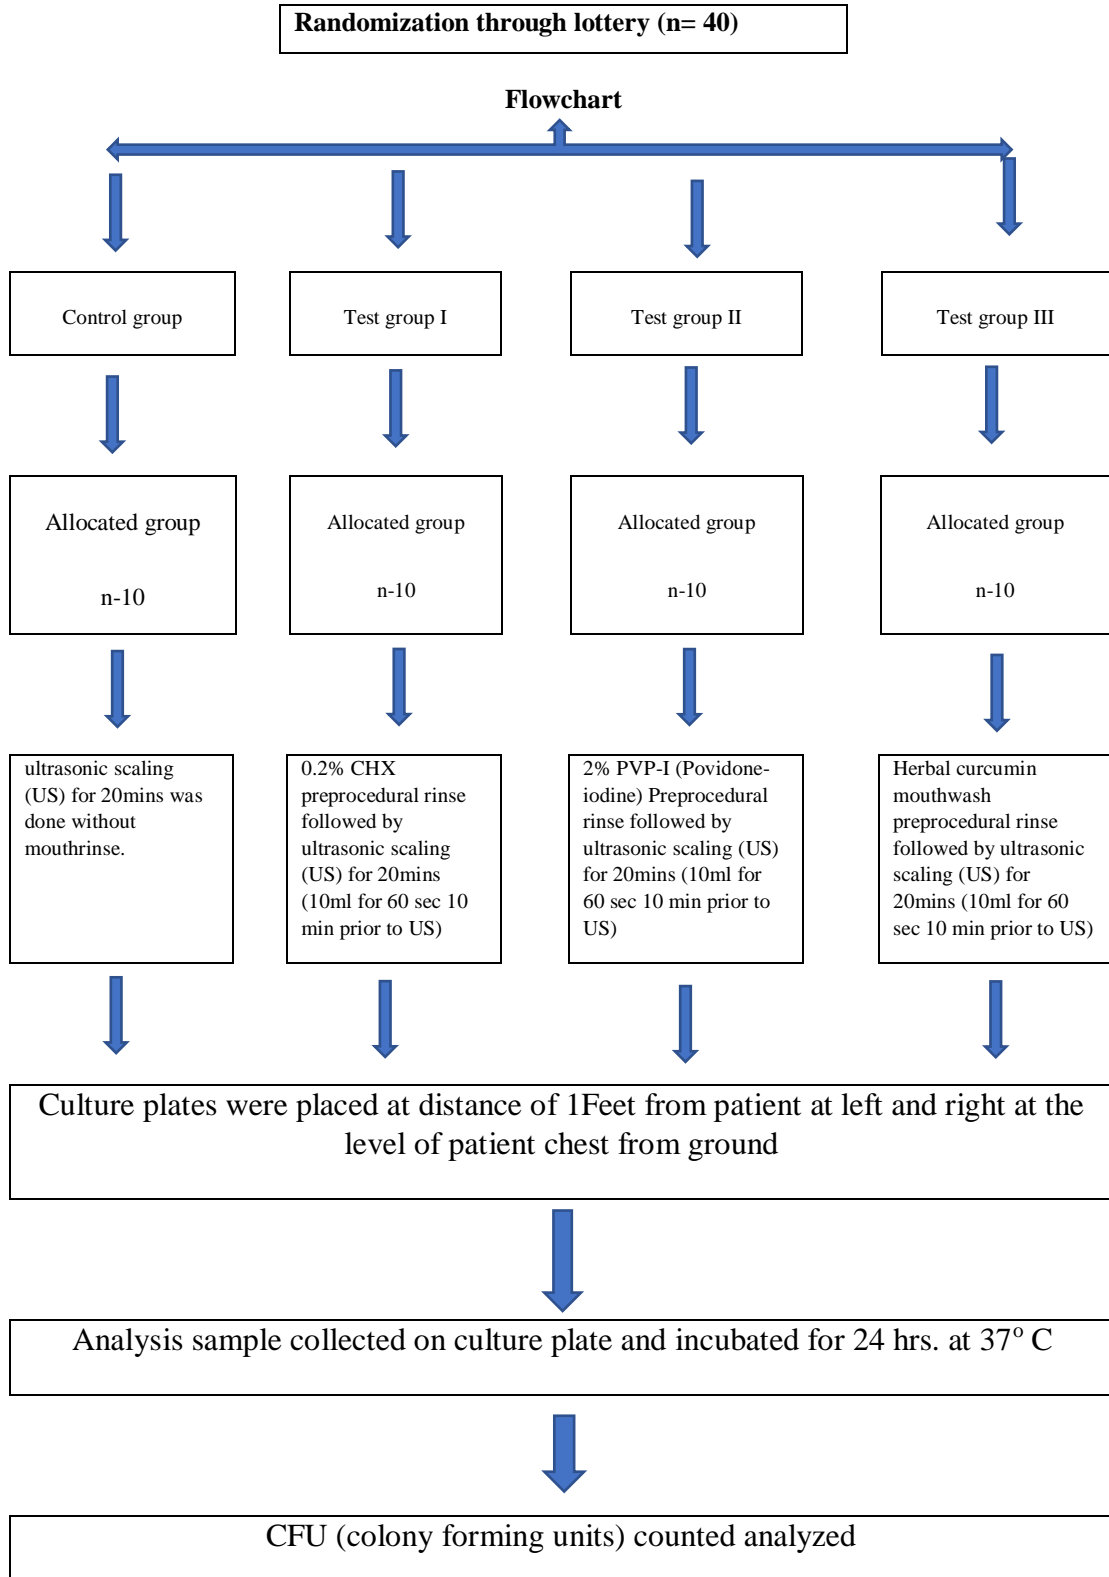 Randomization through lottery (n= 40)
Flowchart
Control group
Test group I
Test group II
Test group III
Allocated group
n-10
Allocated group
n-10
Allocated group
n-10
Allocated group
n-10
ultrasonic scaling
(US) for 20mins was
done without
mouthrinse.
0.2% CHX
preprocedural rinse
followed by
ultrasonic scaling
(US) for 20mins
(10ml for 60 sec 10
min prior to US)
2% PVP-I (Povidone-
iodine) Preprocedural
rinse followed by
ultrasonic scaling (US)
for 20mins (10ml for
60 sec 10 min prior to
US)
Herbal curcumin
mouthwash
preprocedural rinse
followed by ultrasonic
scaling (US) for
20mins (10ml for 60
sec 10 min prior to US)
Culture plates were placed at distance of 1Feet from patient at left and right at the
level of patient chest from ground
Analysis sample collected on culture plate and incubated for 24 hrs. at 37° C
CFU (colony forming units) counted analyzed